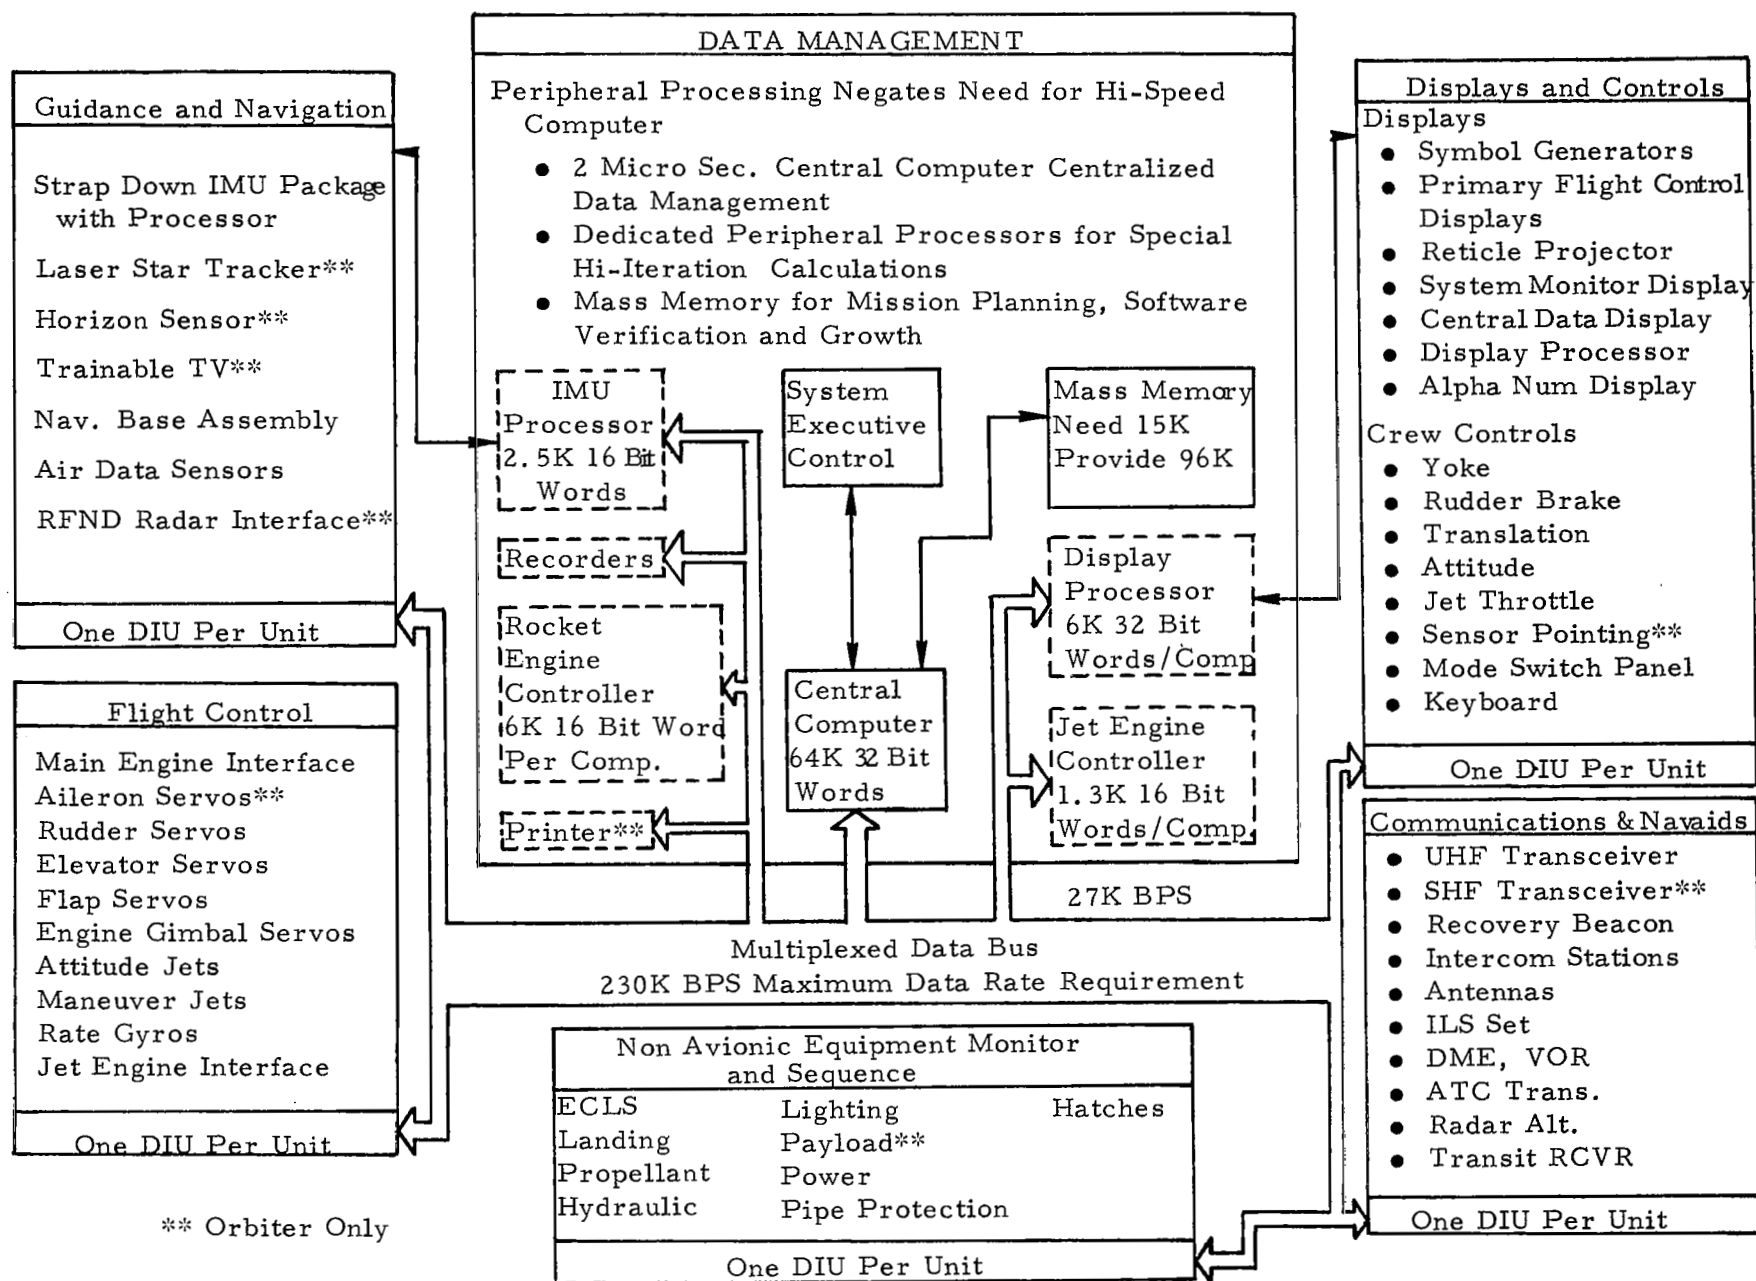 DATA MANAGEMENT
Peripheral Processing Negates Need for Hi-Speed
Computer
● 2 Micro Sec. Central Computer Centralized
Data Management
● Dedicated Peripheral Processors for Special
Hi-Iteration Calculations
● Mass Memory for Mission Planning, Software
Verification and Growth
IMU
Processor
2.5K 16 Bit
Words
Recorders
Rocket
Engine
Controller
6K 16 Bit Word
Per Comp.
Printer**
System
Executive
Control
Central
Computer
64K 32 Bit
Words
Mass Memory
Need 15K
Provide 96K
Display
Processor
6K 32 Bit
Words/Comp
Jet Engine
Controller
1.3K 16 Bit
Words/Comp.
Guidance and Navigation
Strap Down IMU Package
with Processor
Laser Star Tracker**
Horizon Sensor**
Trainable TV**
Nav. Base Assembly
Air Data Sensors
RFND Radar Interface**
One DIU Per Unit
Flight Control
Main Engine Interface
Aileron Servos**
Rudder Servos
Elevator Servos
Flap Servos
Engine Gimbal Servos
Attitude Jets
Maneuver Jets
Rate Gyros
Jet Engine Interface
One DIU Per Unit
** Orbiter Only
27K BPS
Multiplexed Data Bus
230K BPS Maximum Data Rate Requirement
Non Avionic Equipment Monitor
and Sequence
ECLS Lighting Hatches
Landing Payload**
Propellant Power
Hydraulic Pipe Protection
One DIU Per Unit
Displays and Controls
Displays
● Symbol Generators
● Primary Flight Control
Displays
● Reticle Projector
● System Monitor Display
● Central Data Display
● Display Processor
● Alpha Num Display
Crew Controls
● Yoke
● Rudder Brake
● Translation
● Attitude
● Jet Throttle
● Sensor Pointing**
● Mode Switch Panel
● Keyboard
One DIU Per Unit
Communications & Navaids
● UHF Transceiver
● SHF Transceiver**
● Recovery Beacon
● Intercom Stations
● Antennas
● ILS Set
● DME, VOR
● ATC Trans.
● Radar Alt.
● Transit RCVR
One DIU Per Unit